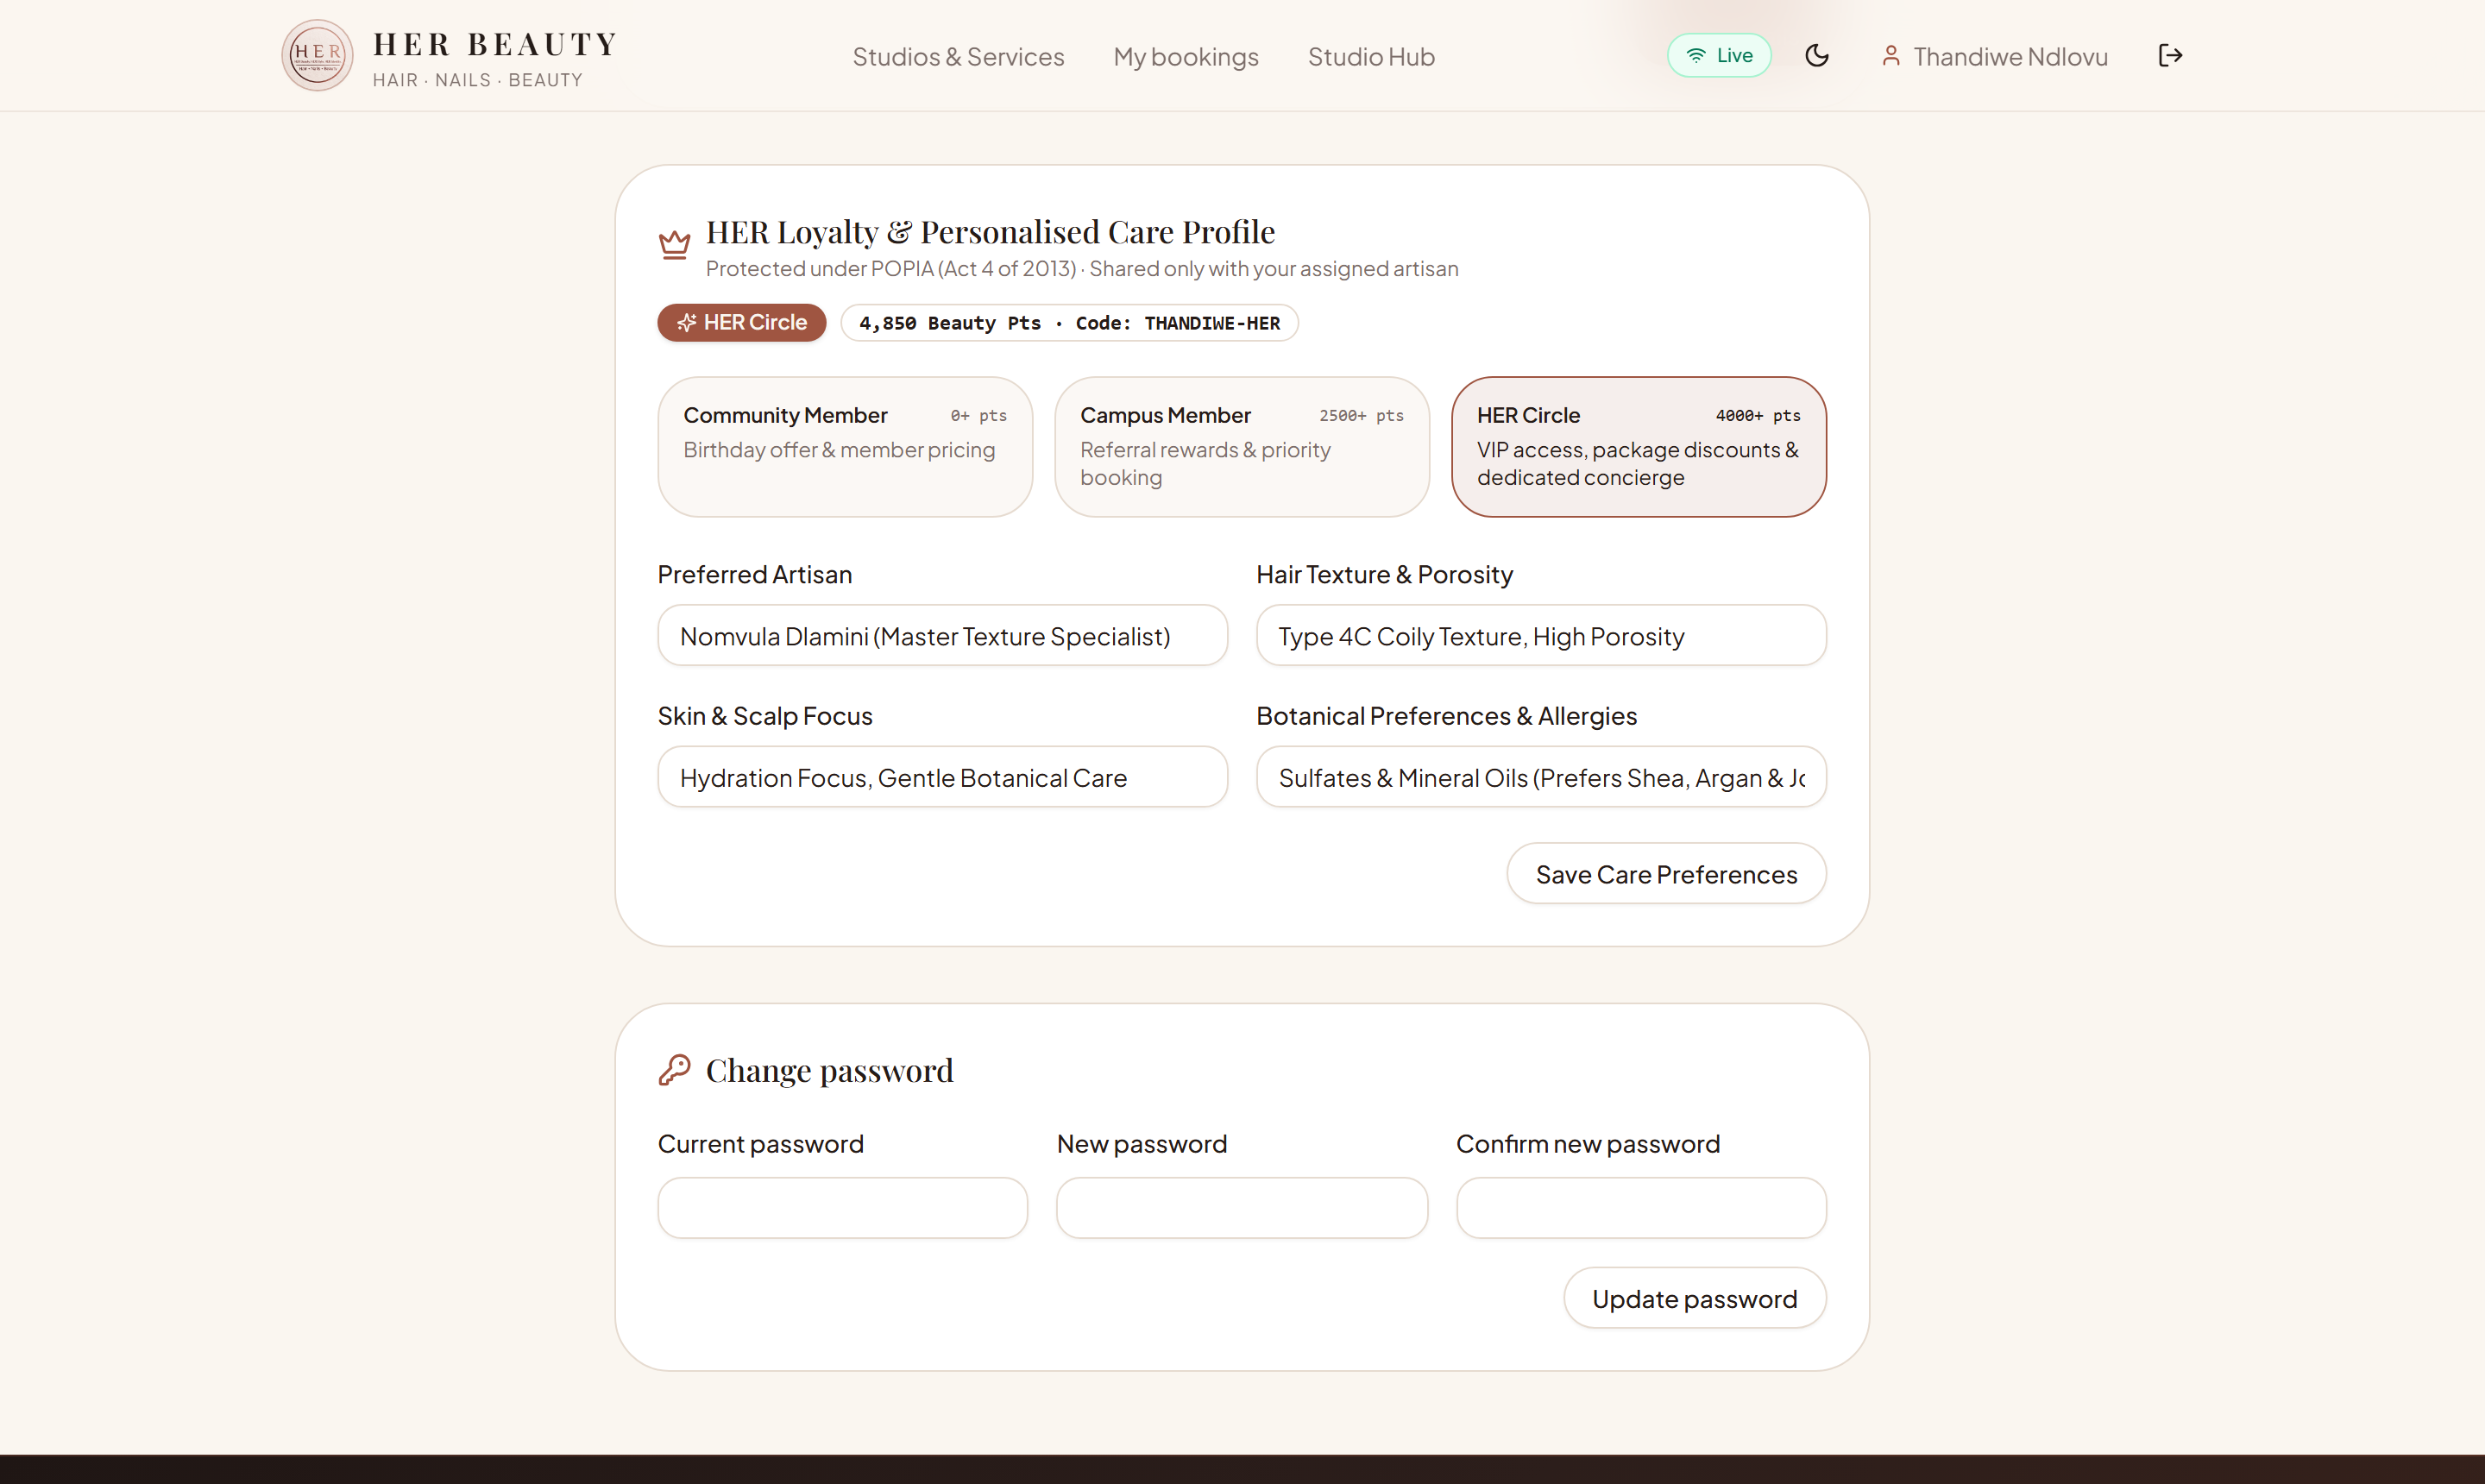 HER
HER BEAUTY
HAIR · NAILS · BEAUTY
Studios & Services
My bookings
Studio Hub
Live
Thandiwe Ndlovu
HER Loyalty & Personalised Care Profile
Protected under POPIA (Act 4 of 2013) · Shared only with your assigned artisan
HER Circle
4,850 Beauty Pts · Code: THANDIWE-HER
Community Member 0+ pts
Birthday offer & member pricing
Campus Member 2500+ pts
Referral rewards & priority
booking
HER Circle 4000+ pts
VIP access, package discounts &
dedicated concierge
Preferred Artisan
Nomvula Dlamini (Master Texture Specialist)
Hair Texture & Porosity
Type 4C Coily Texture, High Porosity
Skin & Scalp Focus
Hydration Focus, Gentle Botanical Care
Botanical Preferences & Allergies
Sulfates & Mineral Oils (Prefers Shea, Argan &
Save Care Preferences
Change password
Current password
New password
Confirm new password
Update password